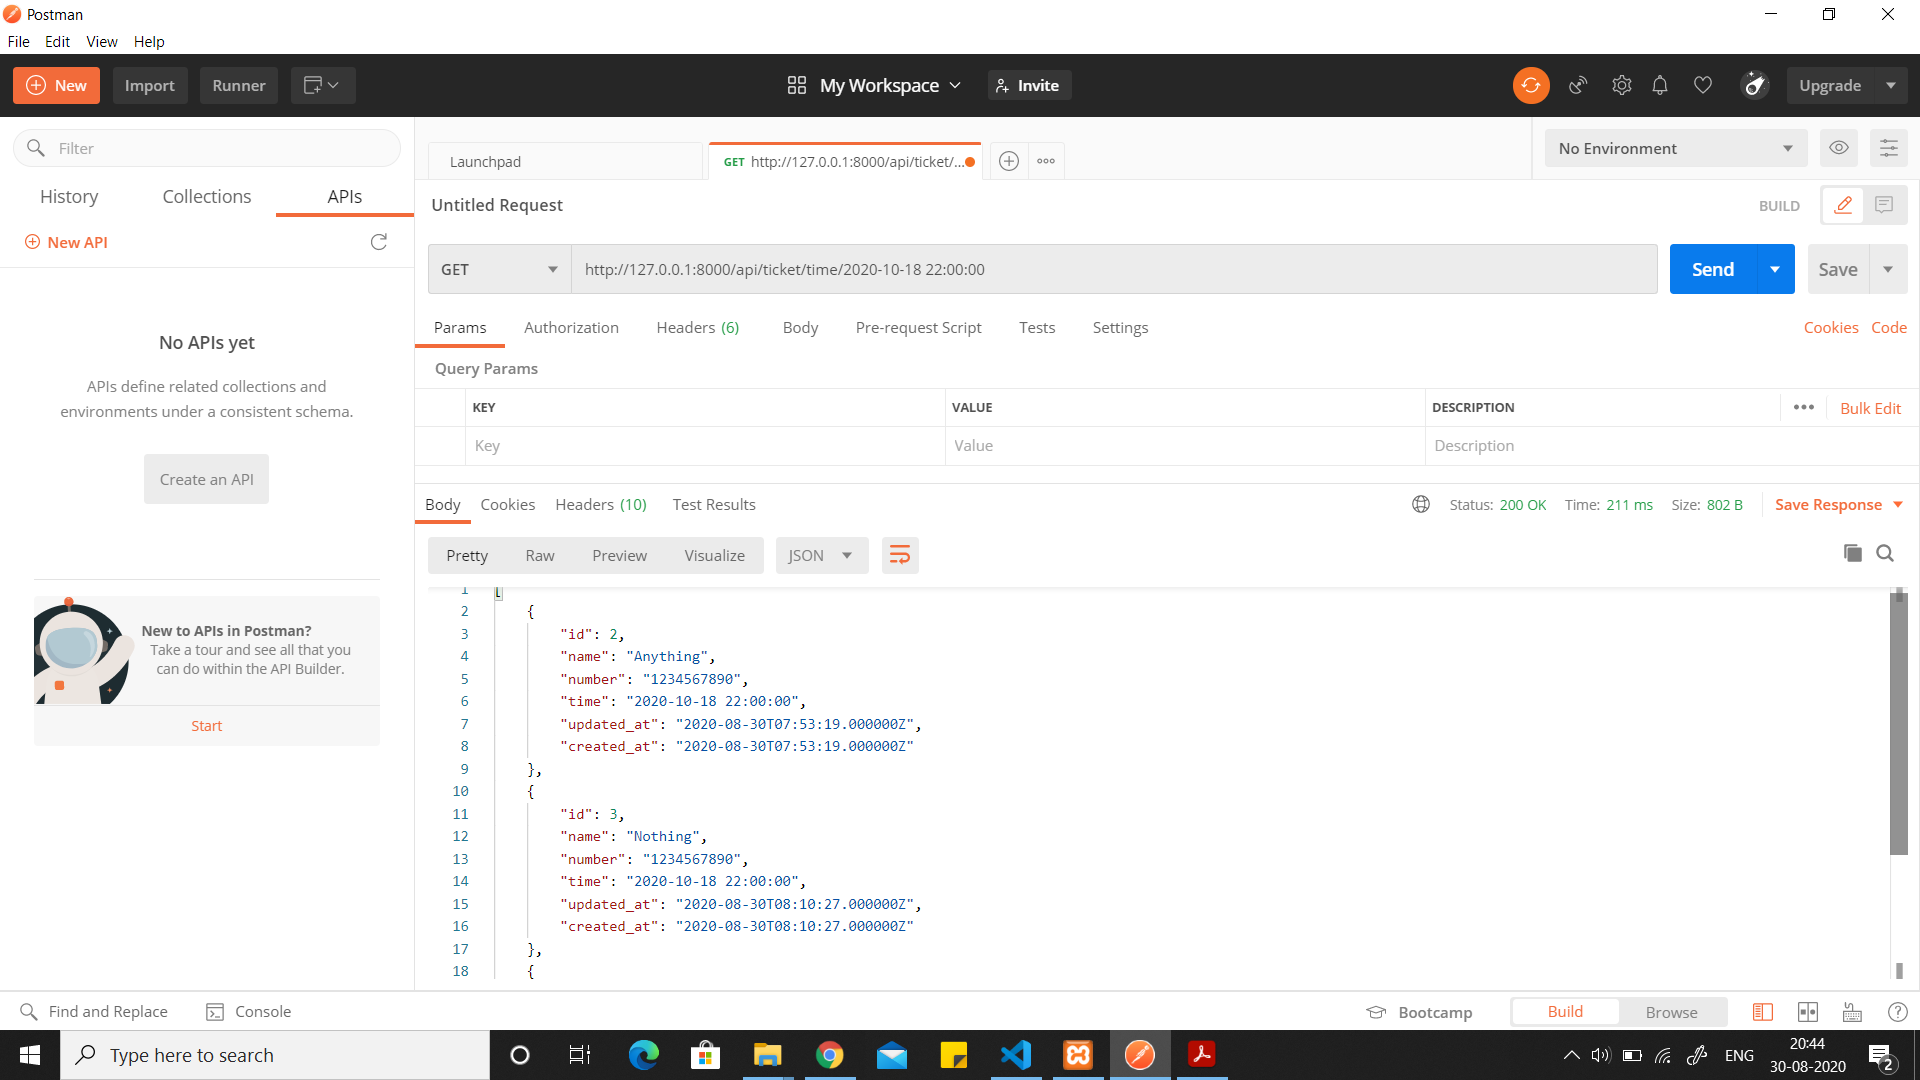 Postman
File Edit View Help
New Import Runner My Workspace Invite Upgrade
Filter
History Collections APIs
New API
No APIs yet
APIs define related collections and
environments under a consistent schema.
Create an API
New to APIs in Postman?
Take a tour and see all that you
can do within the API Builder.
Start
Launchpad GET http://127.0.0.1:8000/api/ticket/... No Environment
Untitled Request BUILD
GET http://127.0.0.1:8000/api/ticket/time/2020-10-18 22:00:00 Send Save
Params Authorization Headers (6) Body Pre-request Script Tests Settings Cookies Code
Query Params
KEY VALUE DESCRIPTION Bulk Edit
Key Value Description
Body Cookies Headers (10) Test Results Status: 200 OK Time: 211 ms Size: 802 B Save Response
Pretty Raw Preview Visualize JSON
1 [
2 {
3 "id": 2,
4 "name": "Anything",
5 "number": "1234567890",
6 "time": "2020-10-18 22:00:00",
7 "updated_at": "2020-08-30T07:53:19.000000Z",
8 "created_at": "2020-08-30T07:53:19.000000Z"
9 },
10 {
11 "id": 3,
12 "name": "Nothing",
13 "number": "1234567890",
14 "time": "2020-10-18 22:00:00",
15 "updated_at": "2020-08-30T08:10:27.000000Z",
16 "created_at": "2020-08-30T08:10:27.000000Z"
17 },
18 {
Find and Replace Console Bootcamp Build Browse
Type here to search ENG 20:44
30-08-2020 2